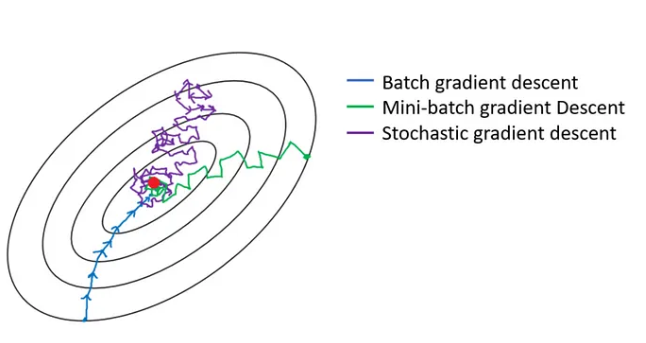 Batch gradient descent
Mini-batch gradient Descent
Stochastic gradient descent